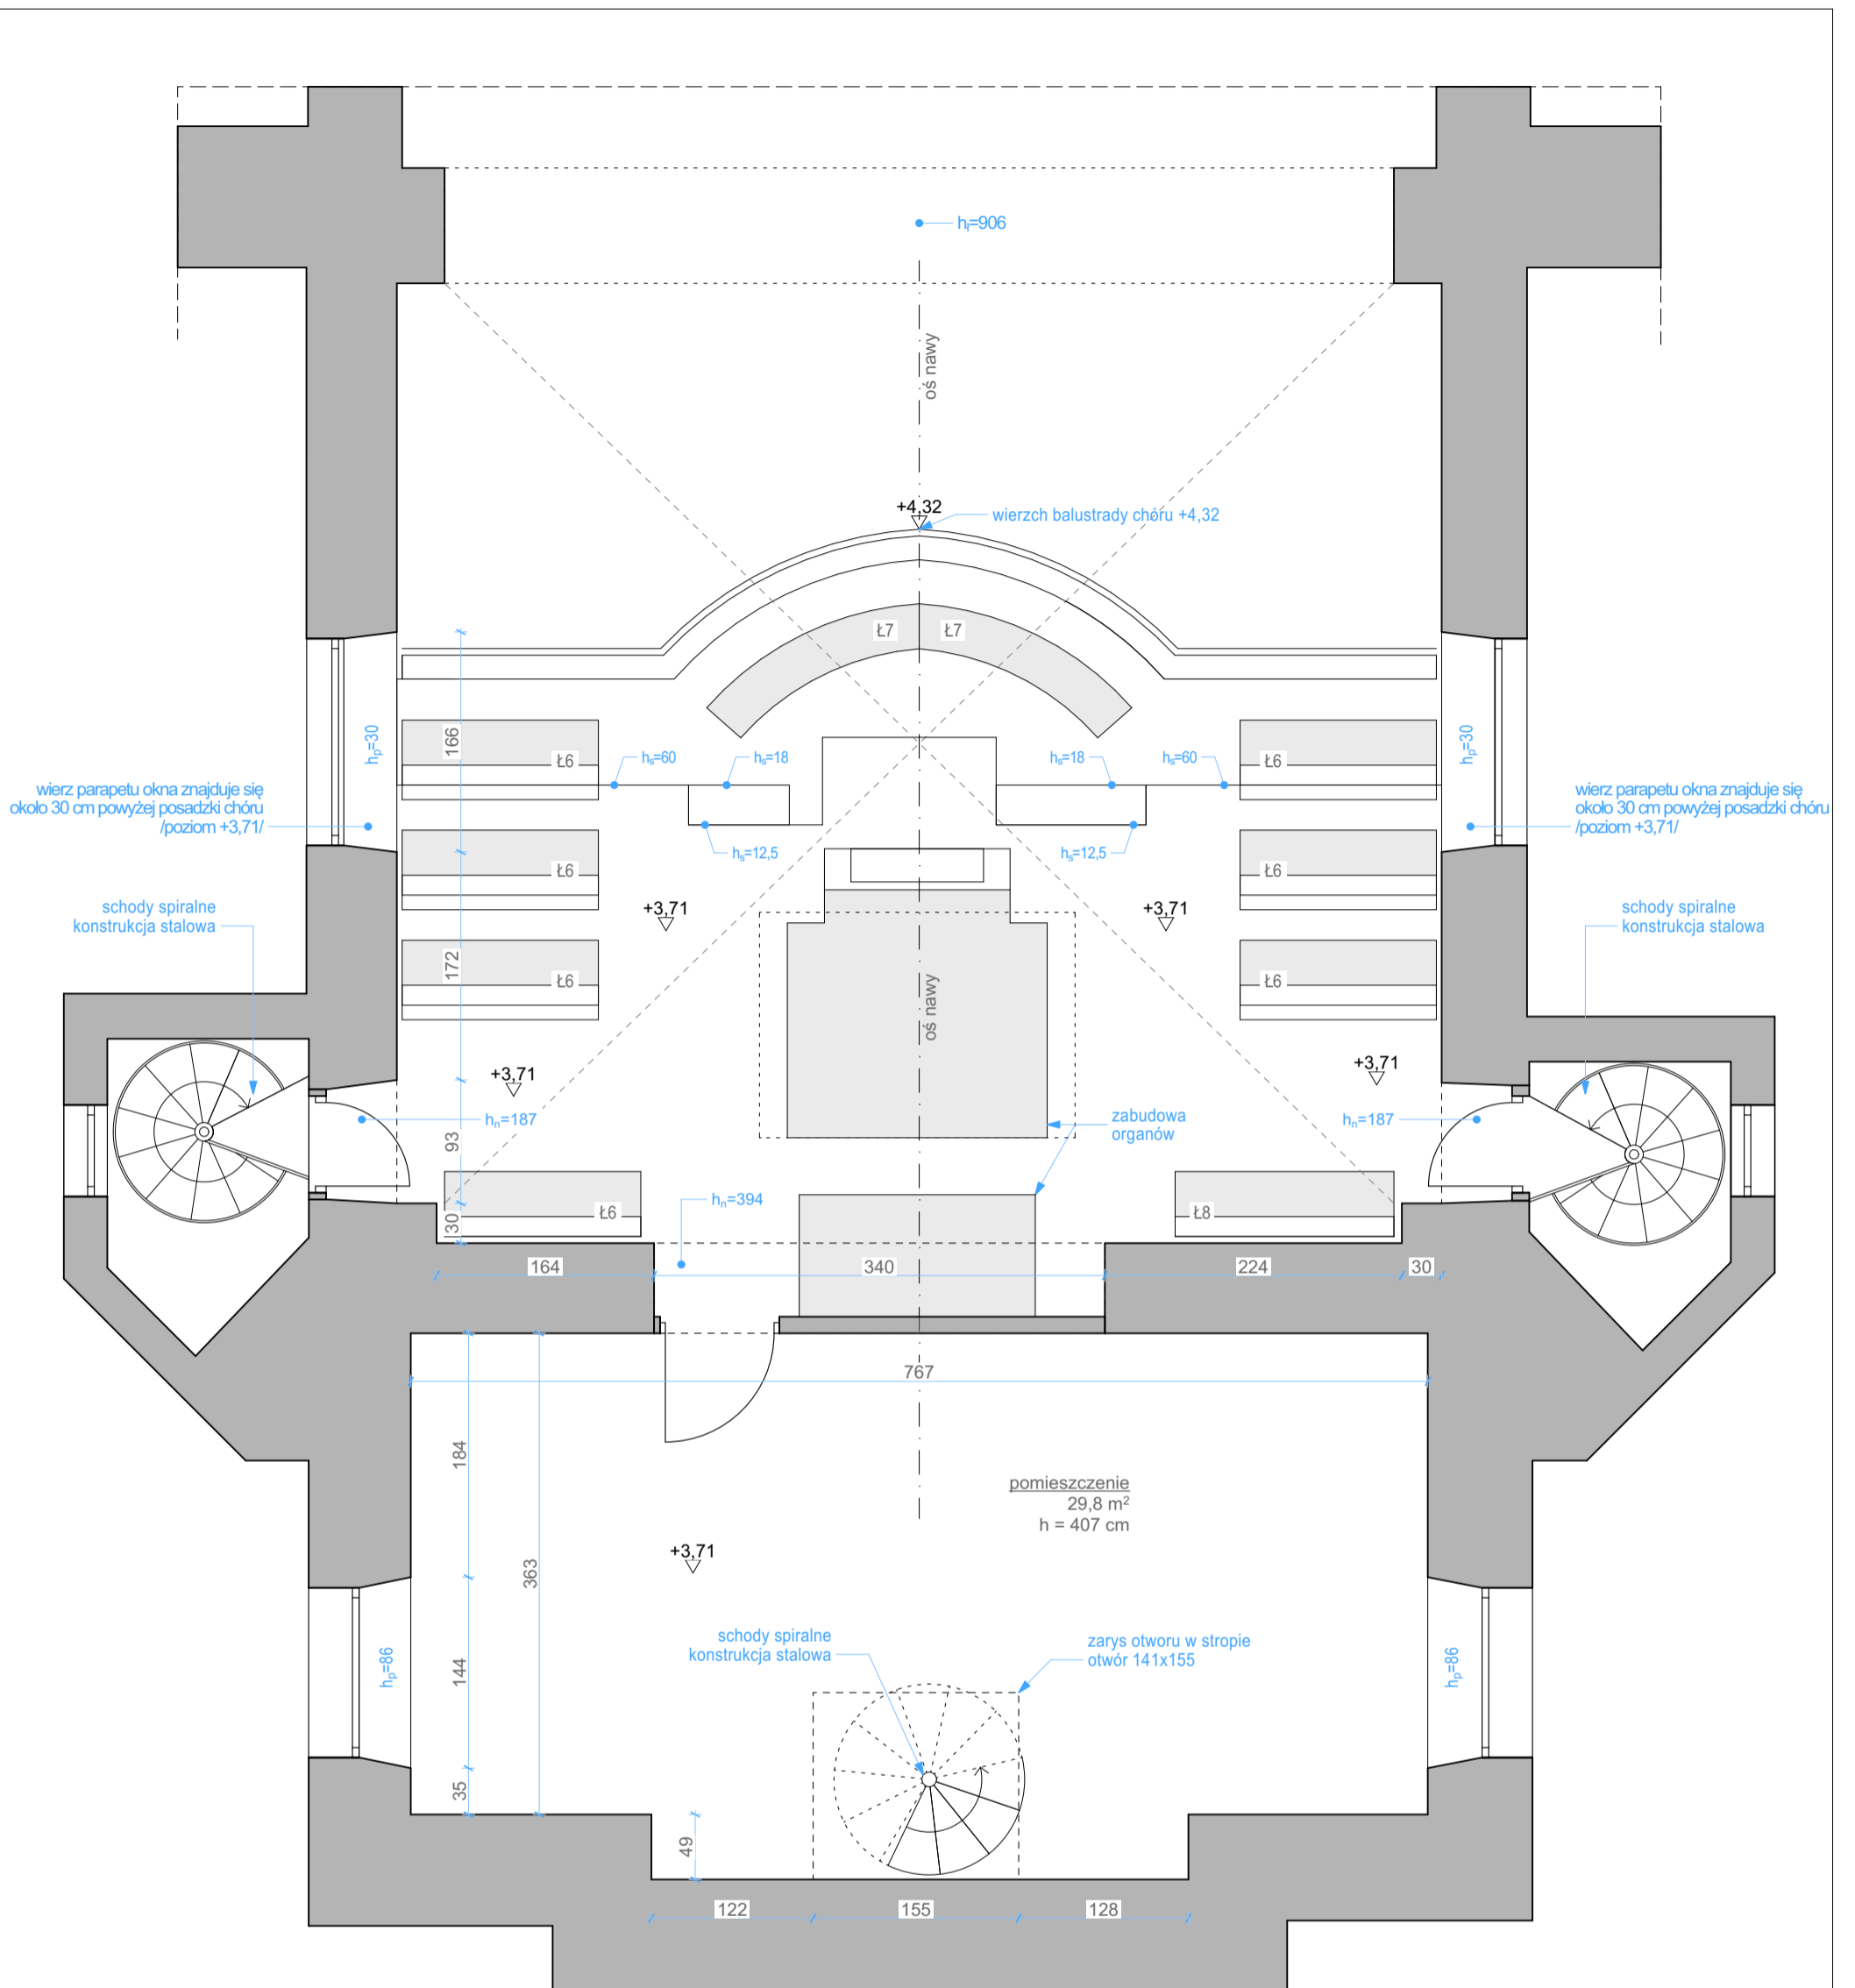 hⱼ=906
oś nawy
+4,32
wierzch balustrady chóru +4,32
Ł7
Ł7
hₚ=30
166
Ł6
hₛ=60
hₛ=18
hₛ=18
hₛ=60
Ł6
hₚ=30
wierz parapetu okna znajduje się
około 30 cm powyżej posadzki chóru
/poziom +3,71/
wierz parapetu okna znajduje się
około 30 cm powyżej posadzki chóru
/poziom +3,71/
hₛ=12,5
hₛ=12,5
Ł6
Ł6
schody spiralne
konstrukcja stalowa
+3,71
+3,71
schody spiralne
konstrukcja stalowa
172
Ł6
oś nawy
Ł6
+3,71
+3,71
hₙ=187
zabudowa
organów
hₙ=187
93
30
Ł6
hₙ=394
Ł8
164
340
224
30
767
184
pomieszczenie
29,8 m²
h = 407 cm
363
+3,71
schody spiralne
konstrukcja stalowa
zarys otworu w stropie
otwór 141x155
hₚ=86
144
hₚ=86
35
49
122
155
128